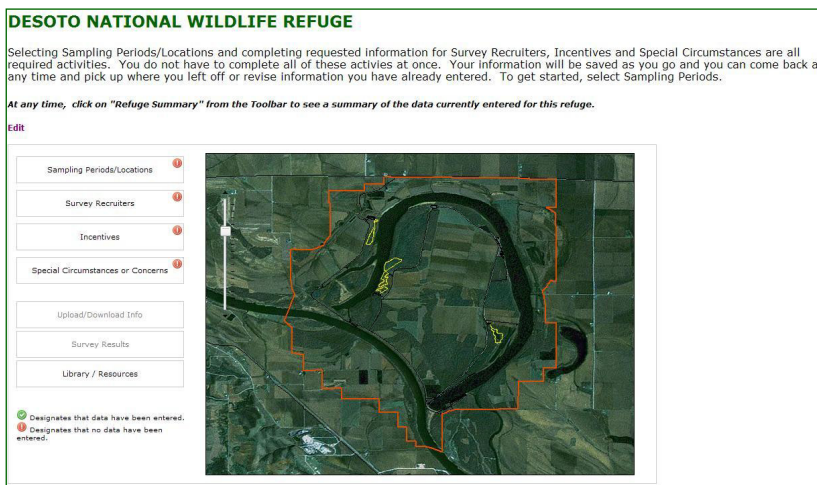 DESOTO NATIONAL WILDLIFE REFUGE
Selecting Sampling Periods/Locations and completing requested information for Survey Recruiters, Incentives and Special Circumstances are all
required activities. You do not have to complete all of these activies at once. Your information will be saved as you go and you can come back a
any time and pick up where you left off or revise information you have already entered. To get started, select Sampling Periods.
At any time, click on "Refuge Summary" from the Toolbar to see a summary of the data currently entered for this refuge.
Edit
Sampling Periods/Locations
Survey Recruiters
Incentives
Special Circumstances or Concerns
Upload/Download Info
Survey Results
Library / Resources
Designates that data have been entered.
Designates that no data have been
entered.